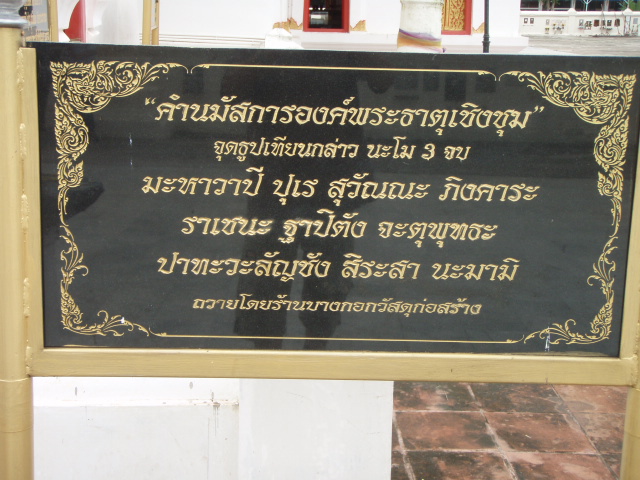 “คำนมัสการองค์พระธาตุเชิงชุม”
จุดธูปเทียนกล่าว นะโม 3 จบ
มะหาวาปี ปุเร สุวัณณะ ภิงคาระ
ราเชนะ ฐาปิตัง จะตุพุทธะ
ปาทะวะลัญชัง สิระสา นะมามิ
ถวายโดยร้านบางกอกวัสดุก่อสร้าง